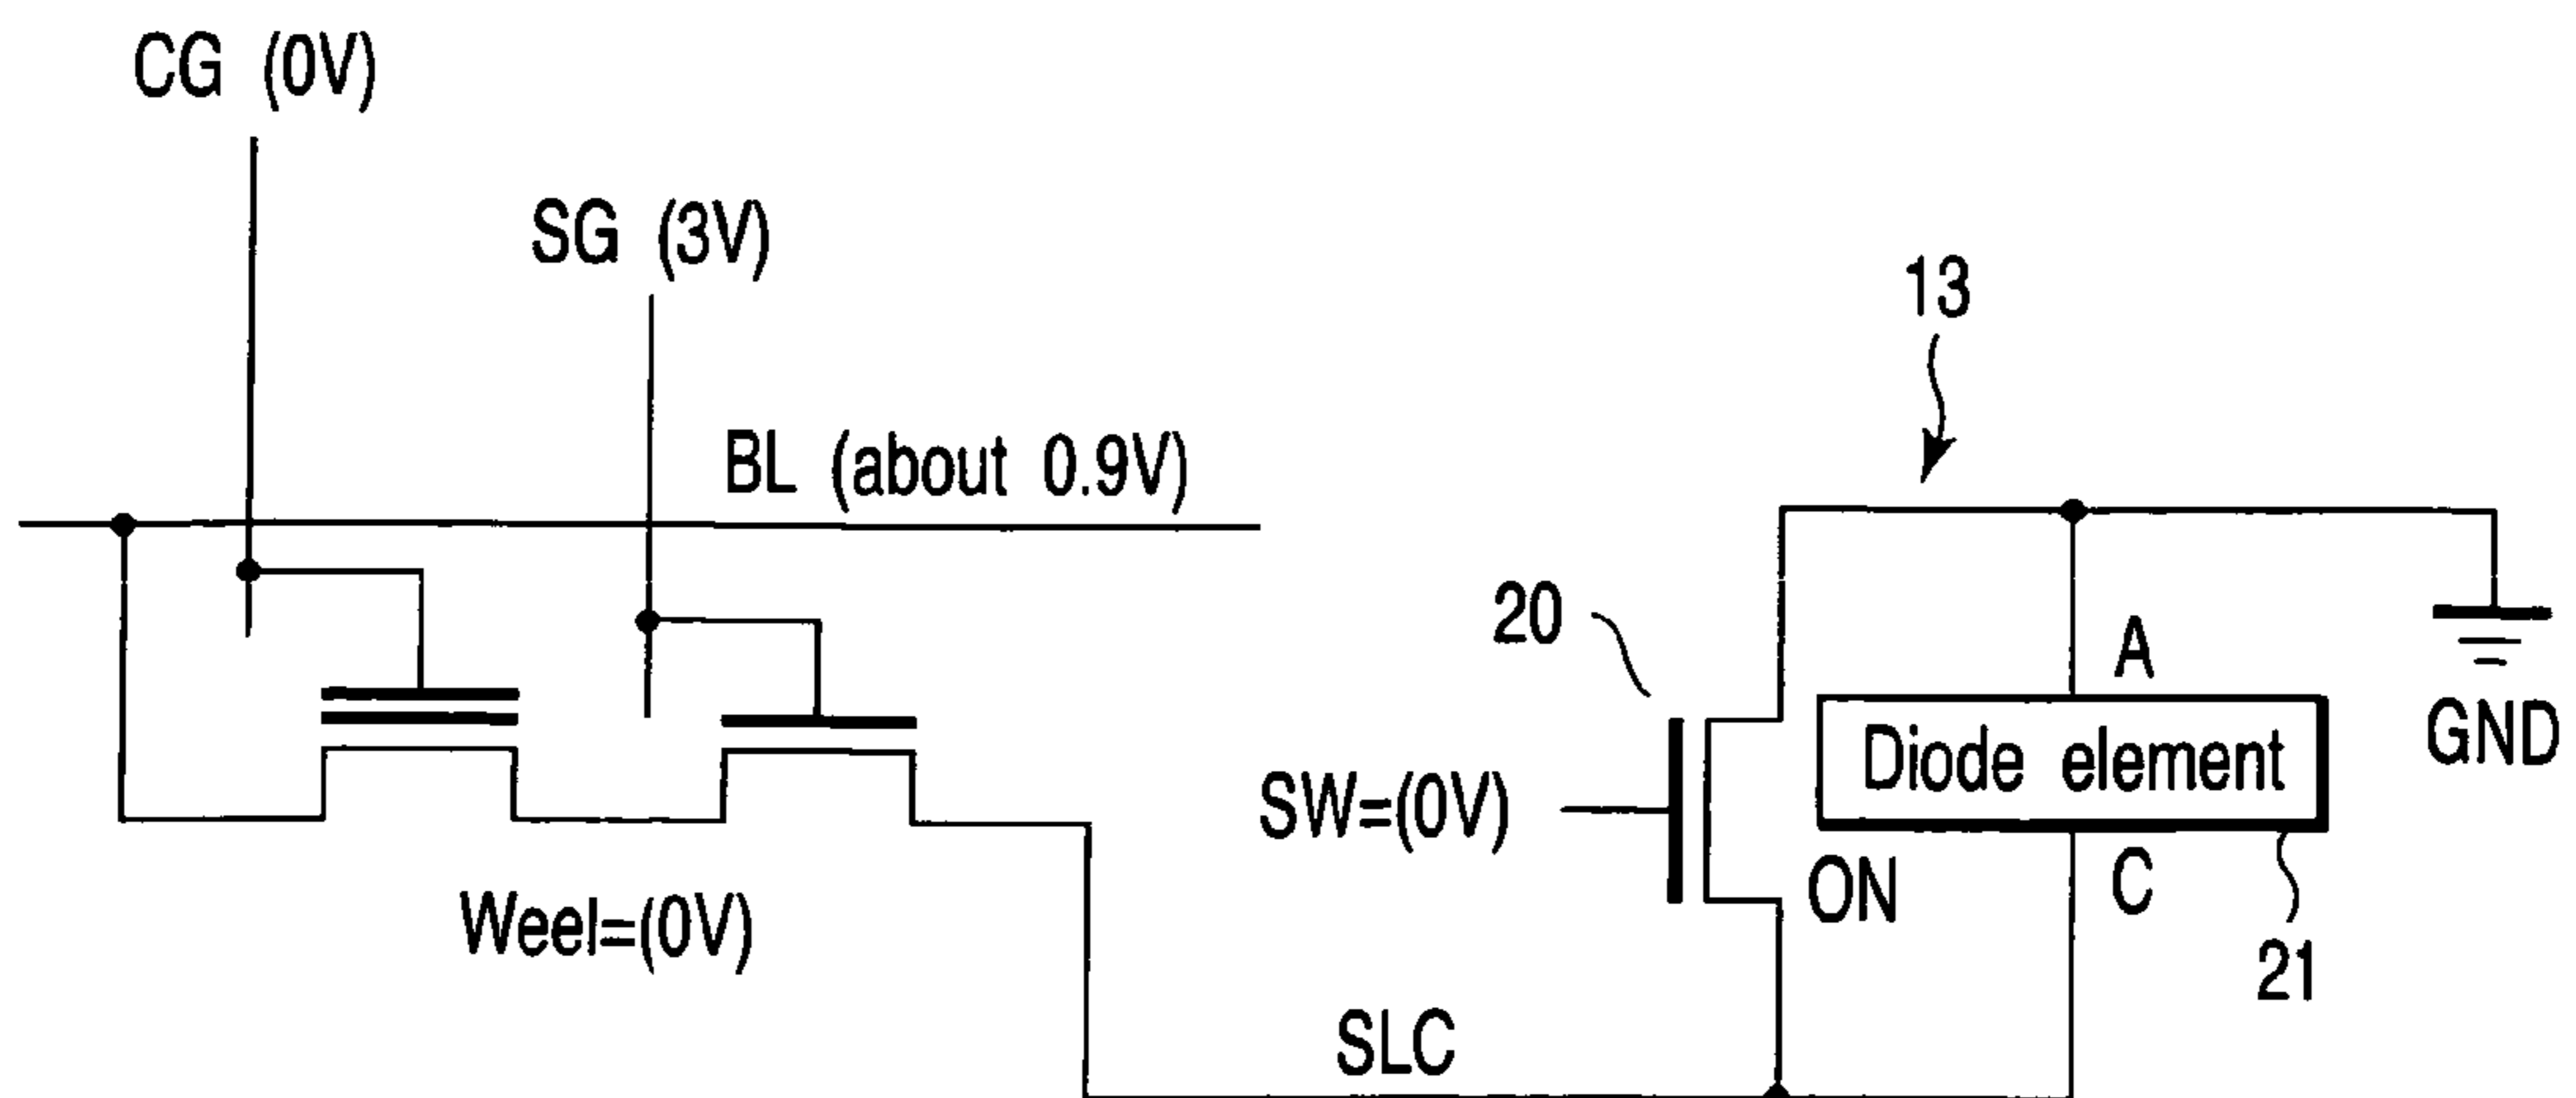 CG (0V)
SG (3V)
13
BL (about 0.9V)
20
A
Diode element
GND
SW=(0V)
ON
C
Weel=(0V)
21
SLC